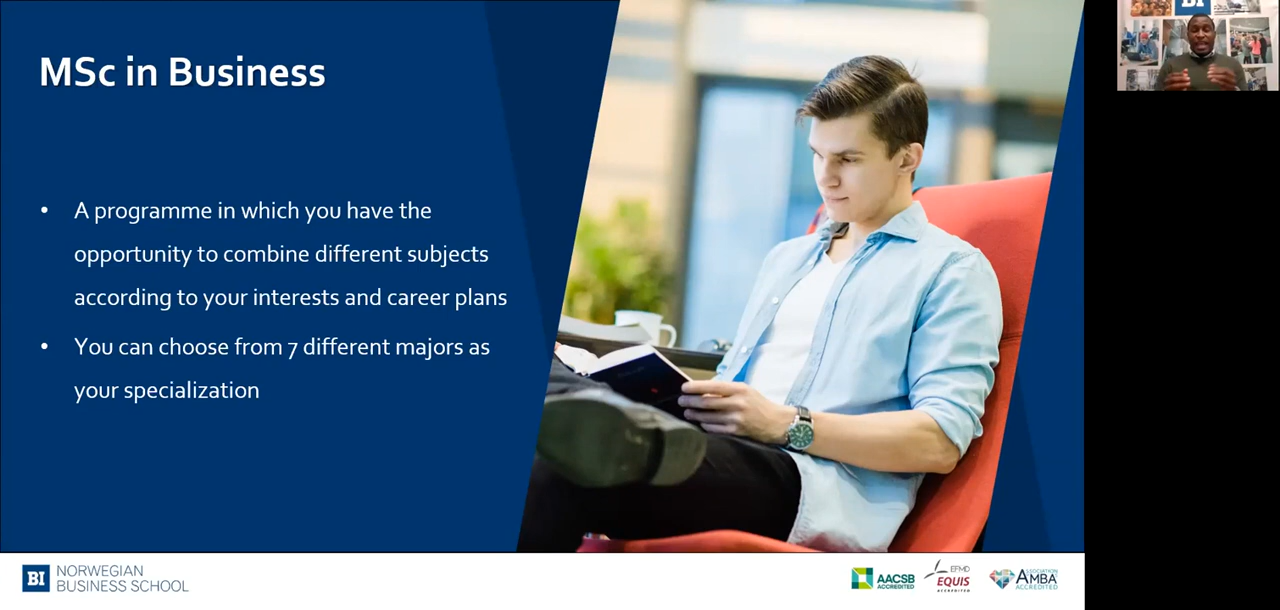 MSc in Business
• A programme in which you have the
opportunity to combine different subjects
according to your interests and career plans
• You can choose from 7 different majors as
your specialization
BI
BI NORWEGIAN
BUSINESS SCHOOL
AACSB
ACCREDITED
EFMD
EQUIS
ACCREDITED
ASSOCIATION
AMBA
ACCREDITED